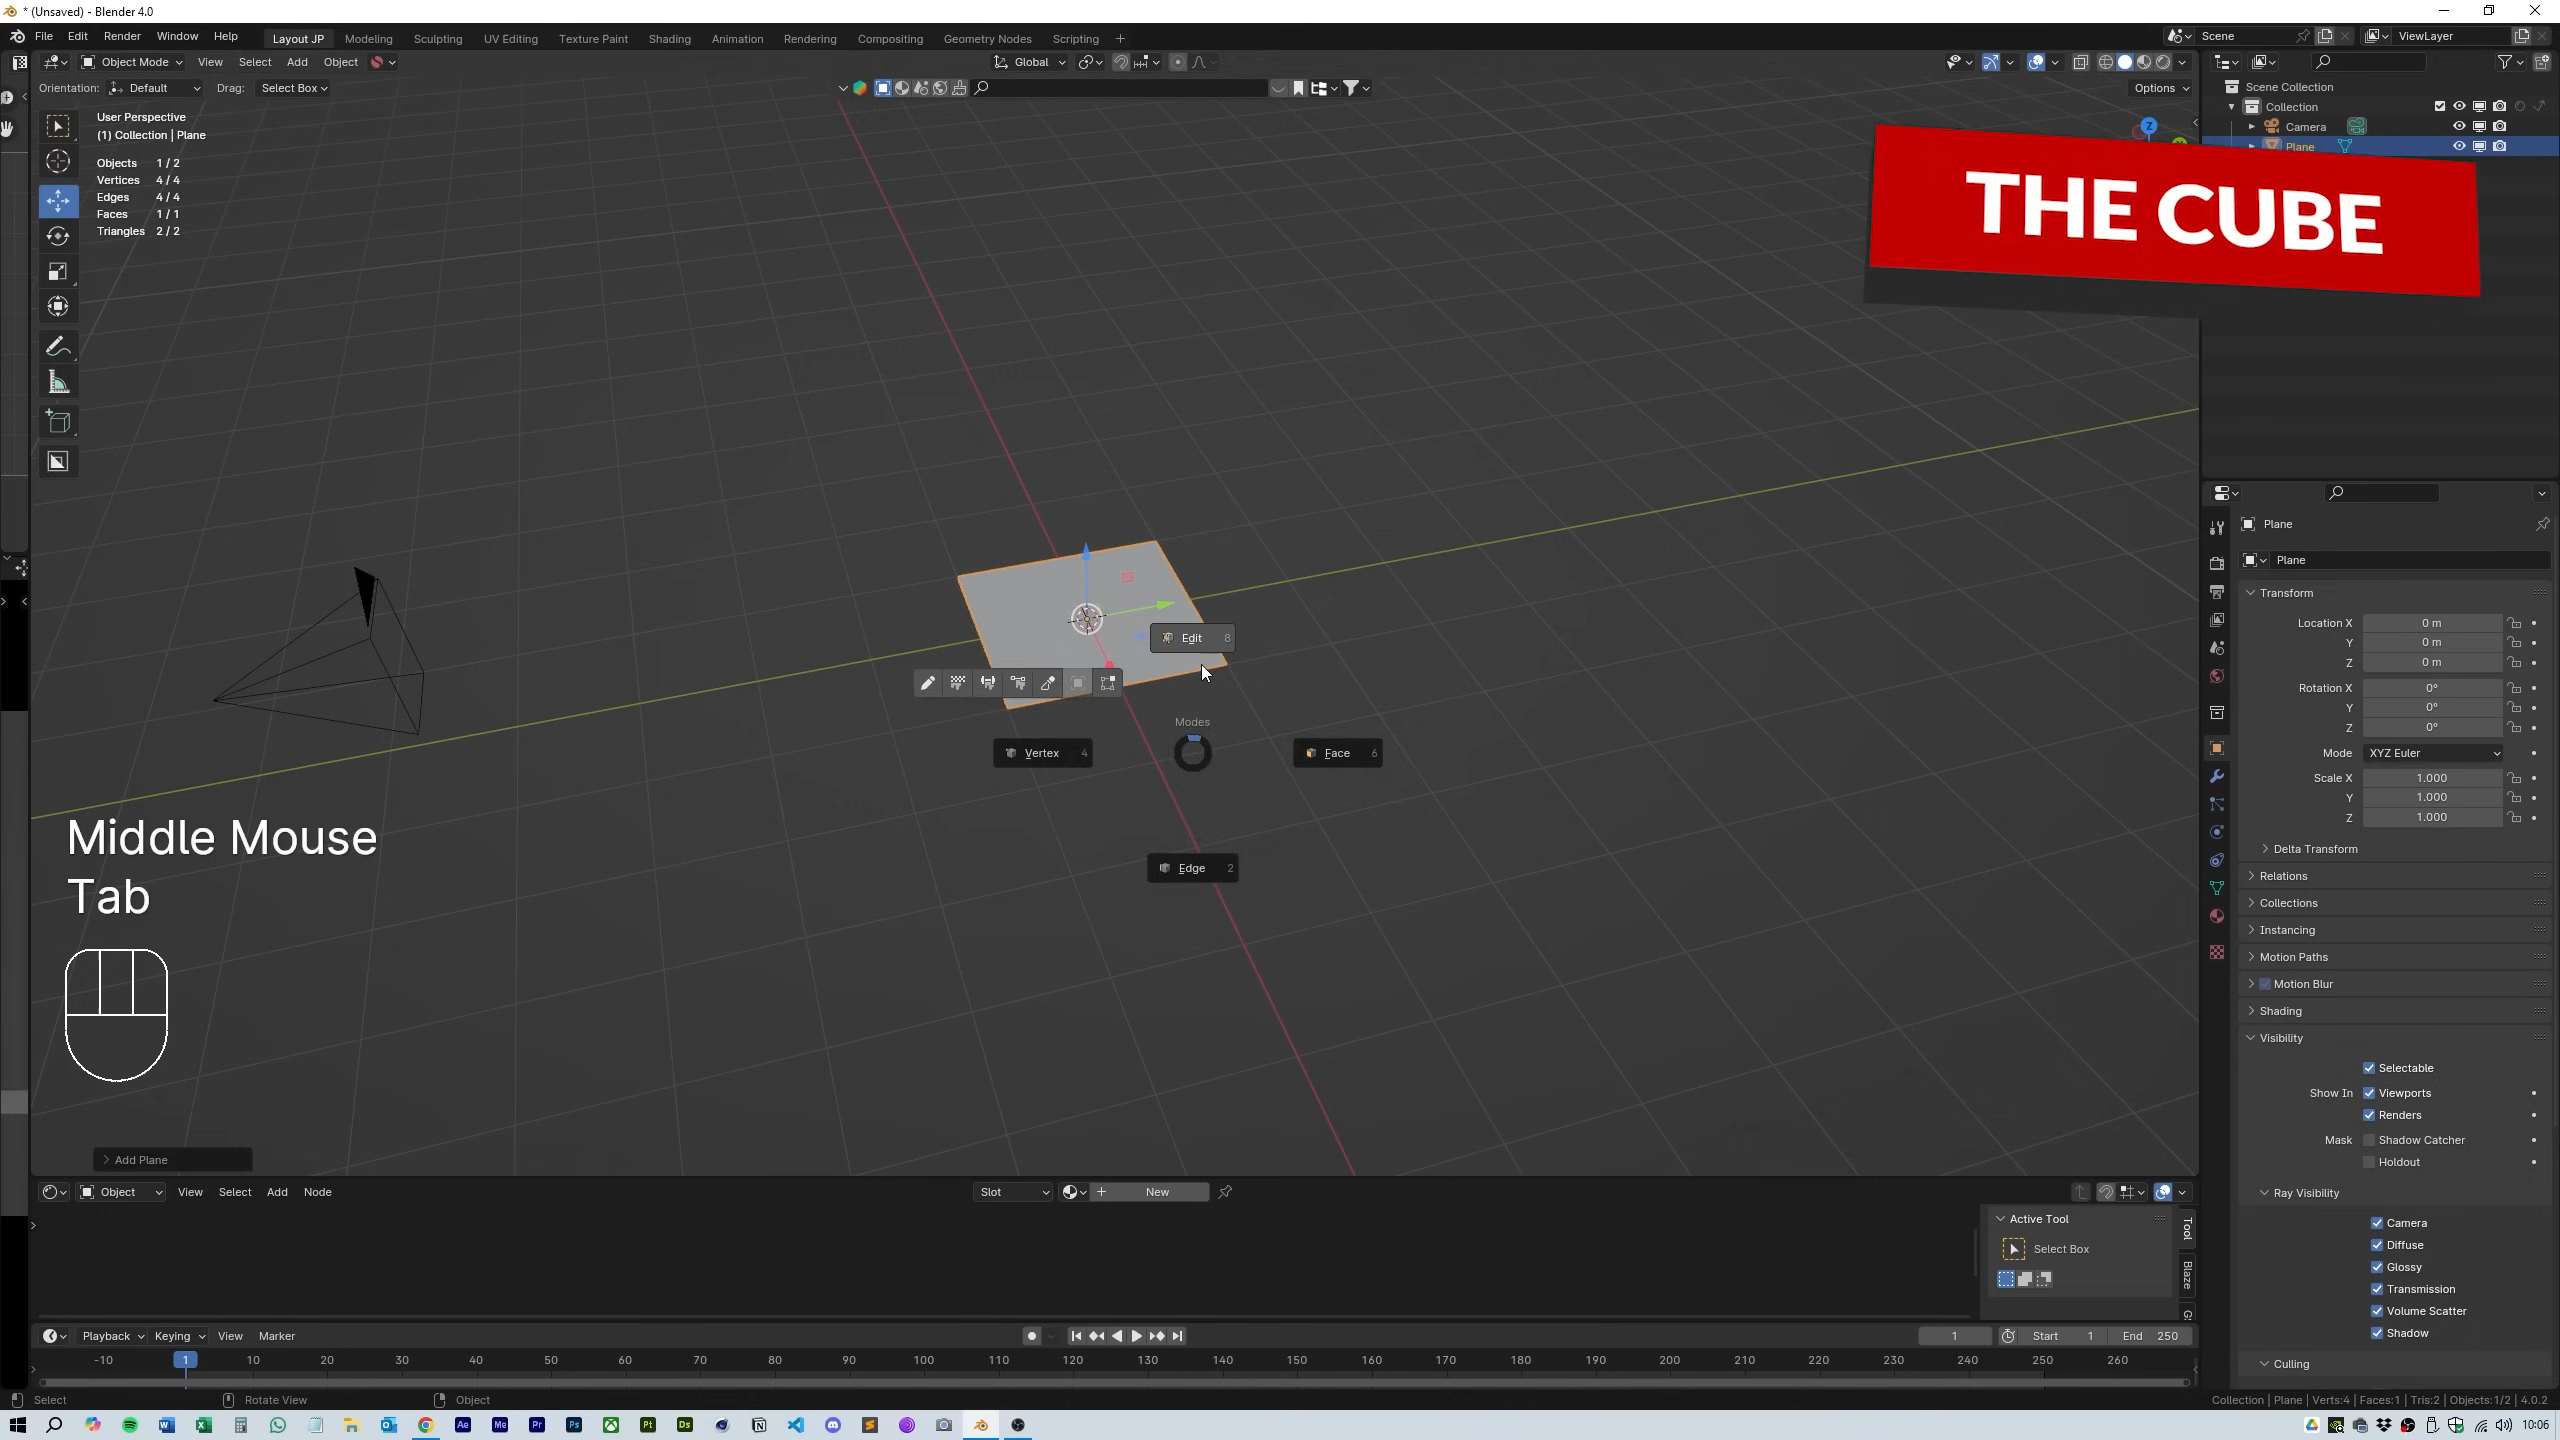 * (Unsaved) - Blender 4.0
File Edit Render Window Help
Layout JP Modeling Sculpting UV Editing Texture Paint Shading Animation Rendering Compositing Geometry Nodes Scripting +
Scene
ViewLayer
Object Mode View Select Add Object
Global
Orientation: Default Drag: Select Box
Options
User Perspective
(1) Collection | Plane
Objects 1 / 2
Vertices 4 / 4
Edges 4 / 4
Faces 1 / 1
Triangles 2 / 2
Z
Scene Collection
Collection
Camera
Plane
THE CUBE
Edit 8
Modes
Vertex 4
Face 6
Edge 2
Middle Mouse
Tab
Add Plane
Plane
Plane
Transform
Location X 0 m
Y 0 m
Z 0 m
Rotation X 0°
Y 0°
Z 0°
Mode XYZ Euler
Scale X 1.000
Y 1.000
Z 1.000
Delta Transform
Relations
Collections
Instancing
Motion Paths
Motion Blur
Shading
Visibility
Selectable
Show In Viewports
Renders
Mask Shadow Catcher
Holdout
Ray Visibility
Camera
Diffuse
Glossy
Transmission
Volume Scatter
Shadow
Culling
Object View Select Add Node
Slot
New
Active Tool
Select Box
Tool
Blaze
G
Playback Keying View Marker
1 Start 1 End 250
-10 1 10 20 30 40 50 60 70 80 90 100 110 120 130 140 150 160 170 180 190 200 210 220 230 240 250 260
Select Rotate View Object
Collection | Plane | Verts:4 | Faces:1 | Tris:2 | Objects:1/2 | 4.0.2
Ae Me Pr Ps Pt Ds
10:06